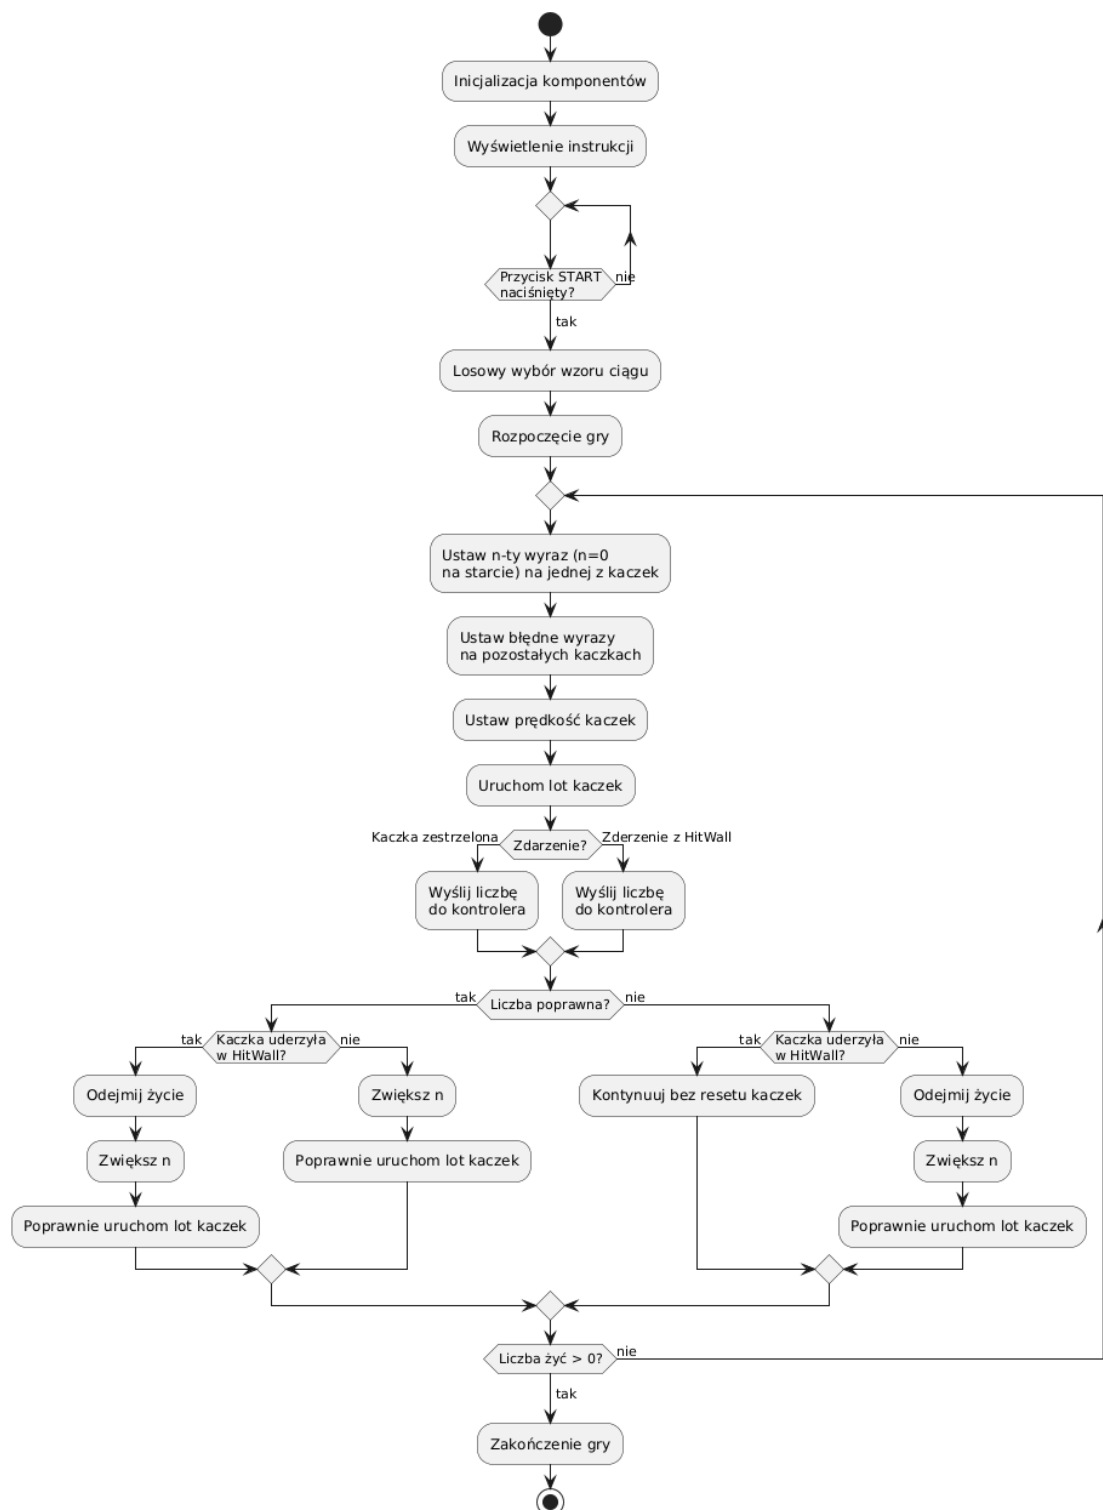 Inicjalizacja komponentów
Wyświetlenie instrukcji
Przycisk START
naciśnięty?
nie
tak
Losowy wybór wzoru ciągu
Rozpoczęcie gry
Ustaw n-ty wyraz (n=0
na starcie) na jednej z kaczek
Ustaw błędne wyrazy
na pozostałych kaczkach
Ustaw prędkość kaczek
Uruchom lot kaczek
Kaczka zestrzelona
Zdarzenie?
Zderzenie z HitWall
Wyślij liczbę
do kontrolera
Wyślij liczbę
do kontrolera
tak
Liczba poprawna?
nie
tak
Kaczka uderzyła
w HitWall?
nie
Odejmij życie
Zwiększ n
Poprawnie uruchom lot kaczek
Zwiększ n
Poprawnie uruchom lot kaczek
tak
Kaczka uderzyła
w HitWall?
nie
Kontynuuj bez resetu kaczek
Odejmij życie
Zwiększ n
Poprawnie uruchom lot kaczek
Liczba żyć > 0?
nie
tak
Zakończenie gry